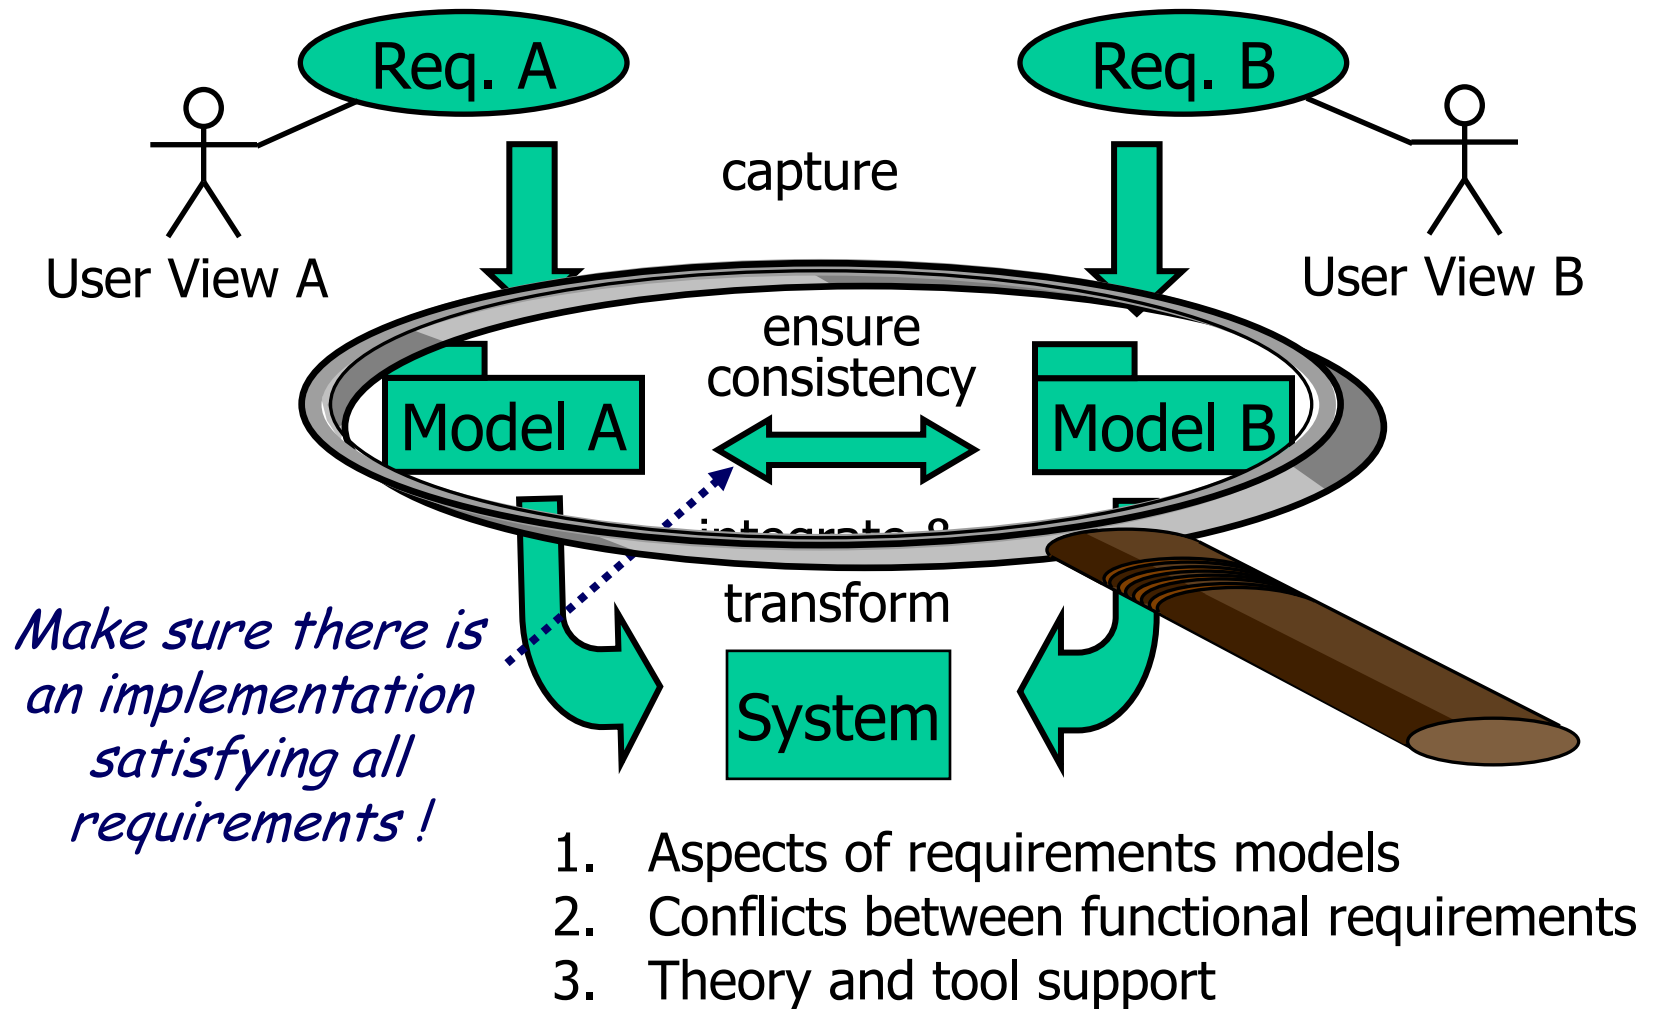 Req. A
Req. B
capture
User View A
User View B
ensure
consistency
Model A
Model B
integrate &
transform
Make sure there is
an implementation
satisfying all
requirements !
System
1. Aspects of requirements models
2. Conflicts between functional requirements
3. Theory and tool support